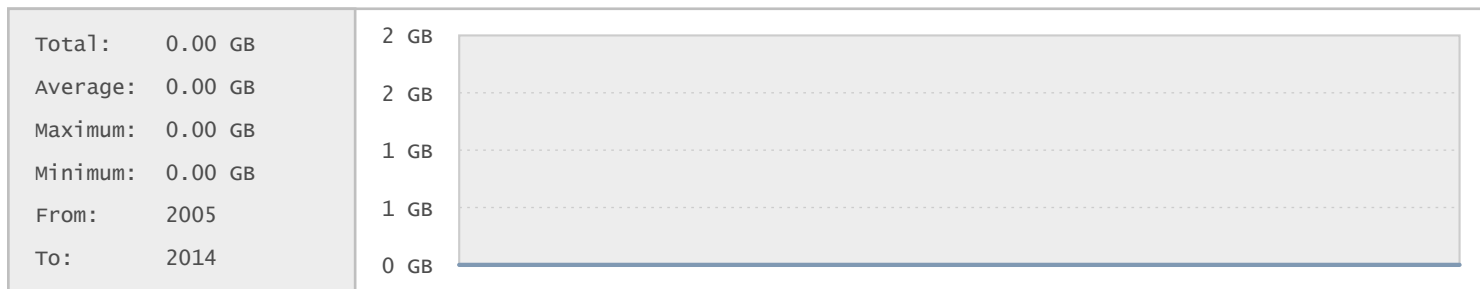 Total: 0.00 GB
Average: 0.00 GB
Maximum: 0.00 GB
Minimum: 0.00 GB
From: 2005
To: 2014
2 GB
2 GB
1 GB
1 GB
0 GB